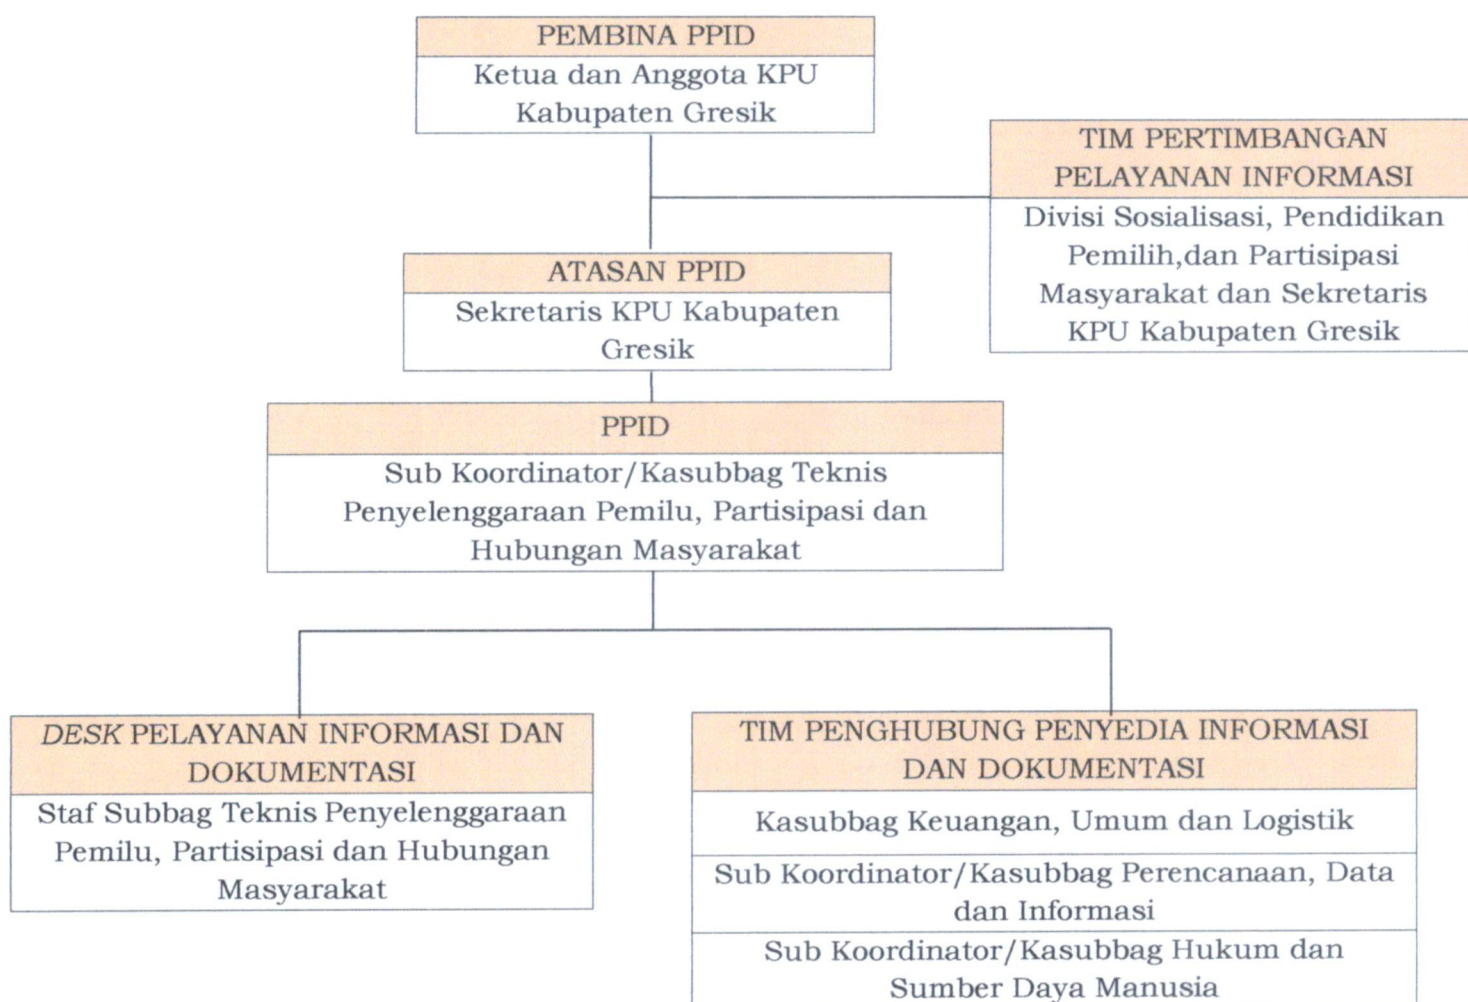 PEMBINA PPID
Ketua dan Anggota KPU
Kabupaten Gresik
TIM PERTIMBANGAN
PELAYANAN INFORMASI
Divisi Sosialisasi, Pendidikan
Pemilih,dan Partisipasi
Masyarakat dan Sekretaris
KPU Kabupaten Gresik
ATASAN PPID
Sekretaris KPU Kabupaten
Gresik
PPID
Sub Koordinator/Kasubbag Teknis
Penyelenggaraan Pemilu, Partisipasi dan
Hubungan Masyarakat
DESK PELAYANAN INFORMASI DAN
DOKUMENTASI
Staf Subbag Teknis Penyelenggaraan
Pemilu, Partisipasi dan Hubungan
Masyarakat
TIM PENGHUBUNG PENYEDIA INFORMASI
DAN DOKUMENTASI
Kasubbag Keuangan, Umum dan Logistik
Sub Koordinator/Kasubbag Perencanaan, Data
dan Informasi
Sub Koordinator/Kasubbag Hukum dan
Sumber Daya Manusia